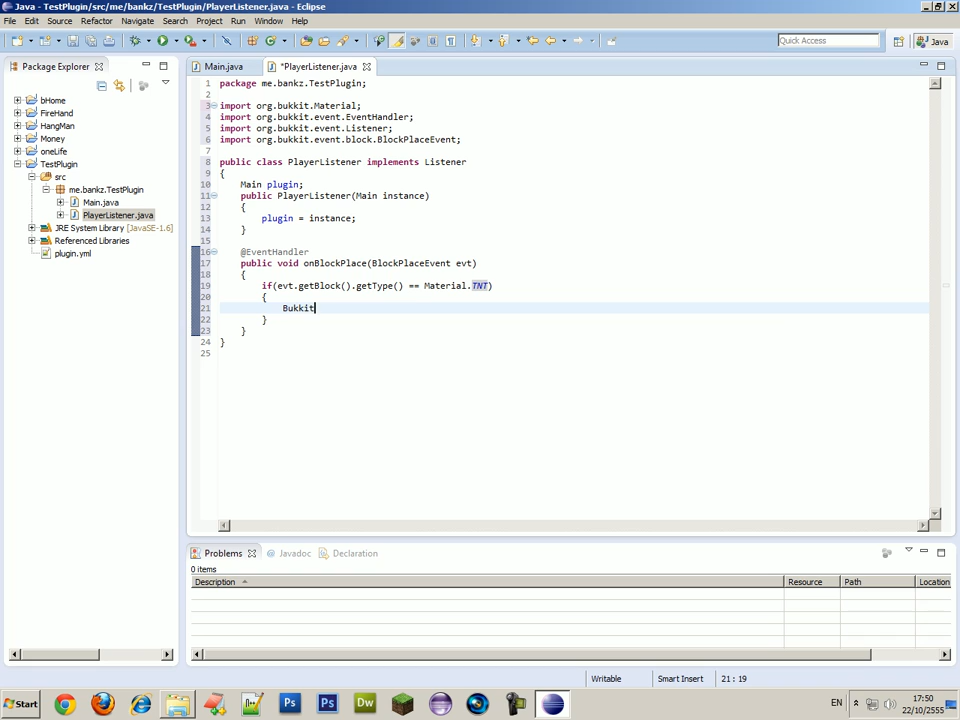 Java - TestPlugin/src/me/bankz/TestPlugin/PlayerListener.java - Eclipse
File Edit Source Refactor Navigate Search Project Run Window Help
Quick Access
Java
Package Explorer
bHome
FireHand
HangMan
Money
oneLife
TestPlugin
src
me.bankz.TestPlugin
Main.java
PlayerListener.java
JRE System Library [JavaSE-1.6]
Referenced Libraries
plugin.yml
Main.java *PlayerListener.java
1 package me.bankz.TestPlugin;
2
3 import org.bukkit.Material;
4 import org.bukkit.event.EventHandler;
5 import org.bukkit.event.Listener;
6 import org.bukkit.event.block.BlockPlaceEvent;
7
8 public class PlayerListener implements Listener
9 {
10 Main plugin;
11 public PlayerListener(Main instance)
12 {
13 plugin = instance;
14 }
15
16 @EventHandler
17 public void onBlockPlace(BlockPlaceEvent evt)
18 {
19 if(evt.getBlock().getType() == Material.TNT)
20 {
21 Bukkit
22 }
23 }
24 }
25
Problems Javadoc Declaration
0 items
Description Resource Path Location
Writable Smart Insert 21 : 19
Start
Ps Ps Dw
EN
17:50
22/10/2555